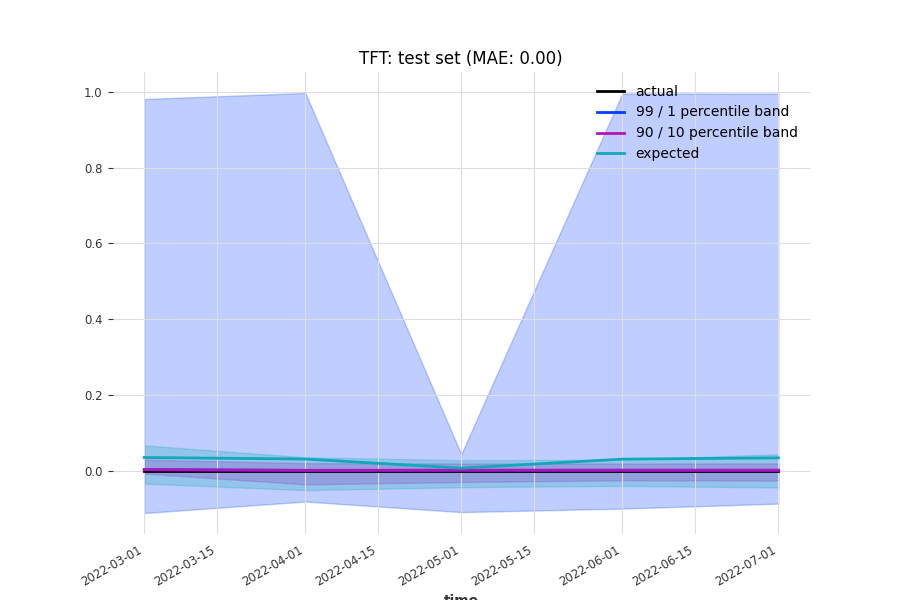 TFT: test set (MAE: 0.00)
actual
99 / 1 percentile band
90 / 10 percentile band
expected
1.0
0.8
0.6
0.4
0.2
0.0
2022-03-01
2022-03-15
2022-04-01
2022-04-15
2022-05-01
2022-05-15
2022-06-01
2022-06-15
2022-07-01
time